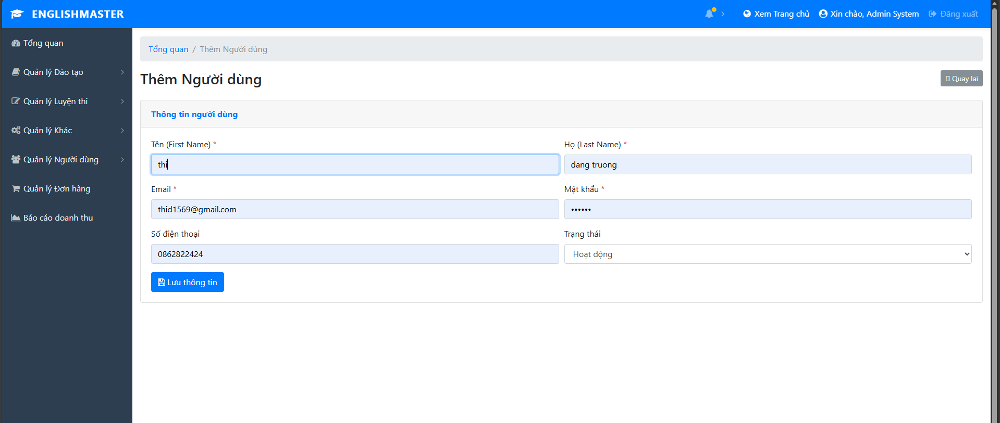 ENGLISHMASTER
Xem Trang chủ Xin chào, Admin System Đăng xuất
Tổng quan
Quản lý Đào tạo
Quản lý Luyện thi
Quản lý Khác
Quản lý Người dùng
Quản lý Đơn hàng
Báo cáo doanh thu
Tổng quan / Thêm Người dùng
Thêm Người dùng
Quay lại
Thông tin người dùng
Tên (First Name) *
thi
Họ (Last Name) *
dang truong
Email *
thid1569@gmail.com
Mật khẩu *
••••••
Số điện thoại
0862822424
Trạng thái
Hoạt động
Lưu thông tin